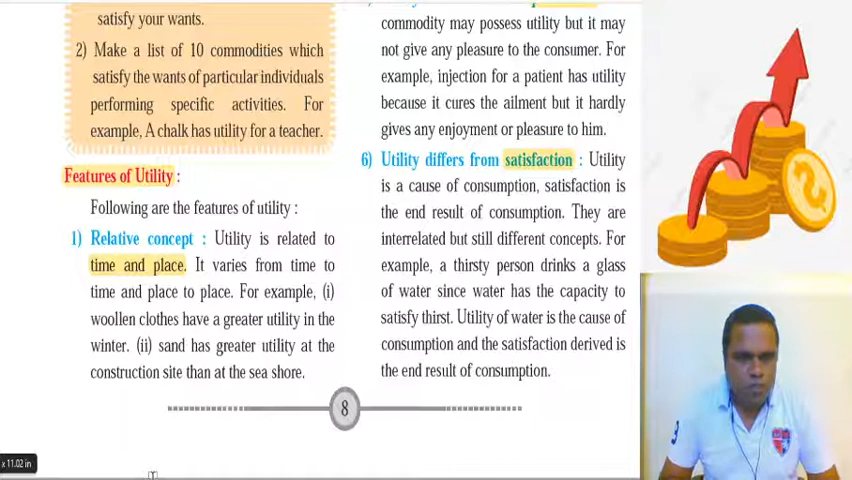 satisfy your wants.
2) Make a list of 10 commodities which
satisfy the wants of particular individuals
performing specific activities. For
example, A chalk has utility for a teacher.
Features of Utility :
Following are the features of utility :
1) Relative concept : Utility is related to
time and place. It varies from time to
time and place to place. For example, (i)
woollen clothes have a greater utility in the
winter. (ii) sand has greater utility at the
construction site than at the sea shore.
commodity may possess utility but it may
not give any pleasure to the consumer. For
example, injection for a patient has utility
because it cures the ailment but it hardly
gives any enjoyment or pleasure to him.
6) Utility differs from satisfaction : Utility
is a cause of consumption, satisfaction is
the end result of consumption. They are
interrelated but still different concepts. For
example, a thirsty person drinks a glass
of water since water has the capacity to
satisfy thirst. Utility of water is the cause of
consumption and the satisfaction derived is
the end result of consumption.
8
x 11.02 in